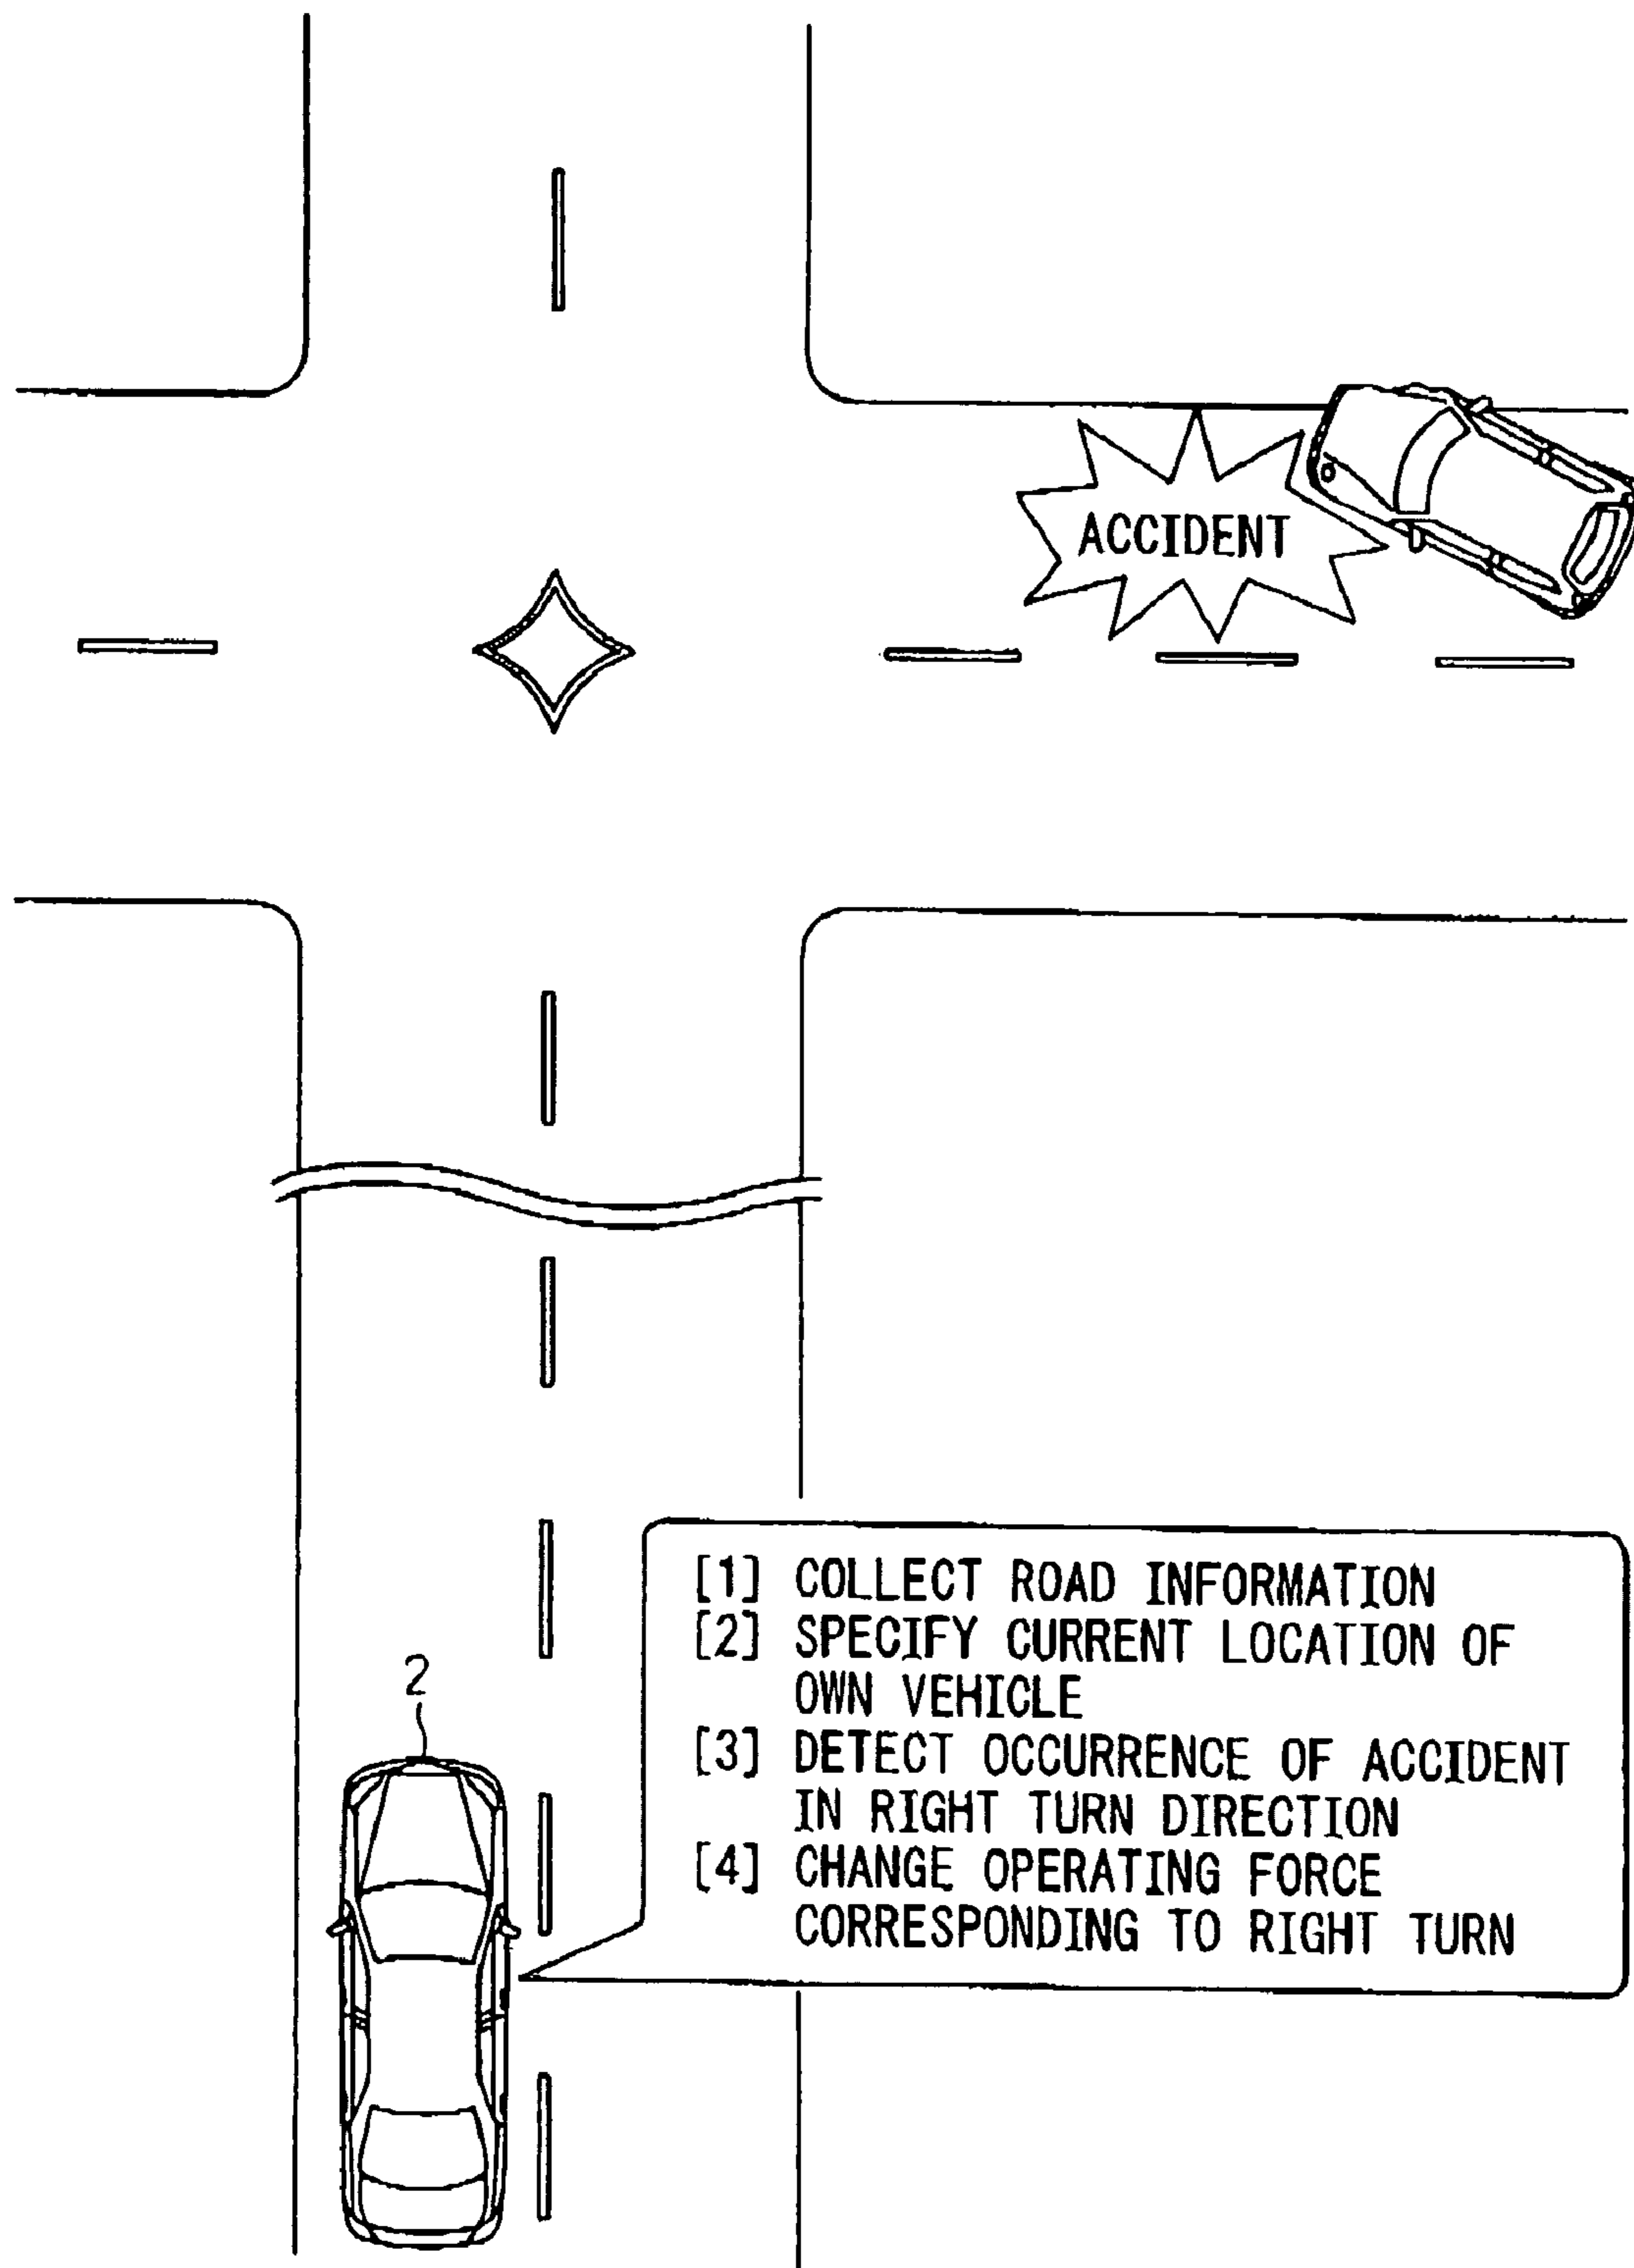 ACCIDENT
2
[1] COLLECT ROAD INFORMATION
[2] SPECIFY CURRENT LOCATION OF
OWN VEHICLE
[3] DETECT OCCURRENCE OF ACCIDENT
IN RIGHT TURN DIRECTION
[4] CHANGE OPERATING FORCE
CORRESPONDING TO RIGHT TURN